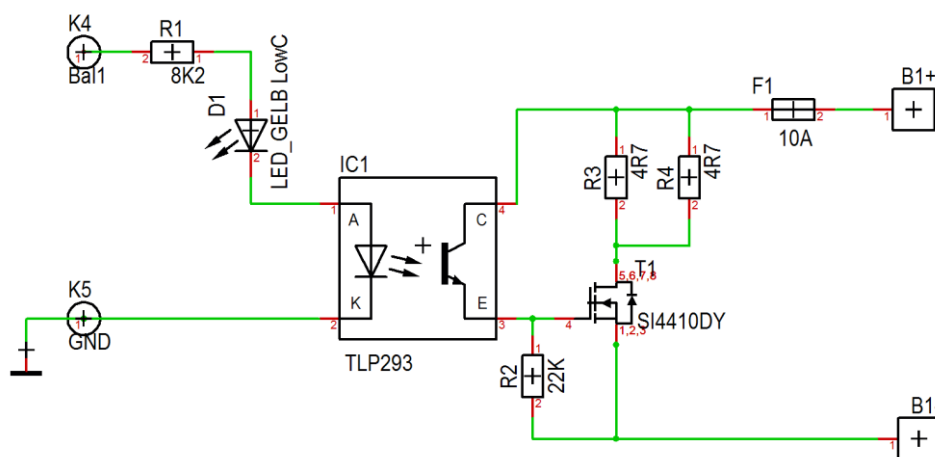 K4
1
Bal1
R1
2
1
8K2
D1
1
2
LED_GELB LowC
IC1
1
A
C
4
K
2
E
3
TLP293
K5
1
GND
R2
1
2
22K
R3
1
2
4R7
R4
1
2
4R7
F1
1
2
10A
B1+
1
T1
5,6,7,8
4
1,2,3
SI4410DY
B1
1